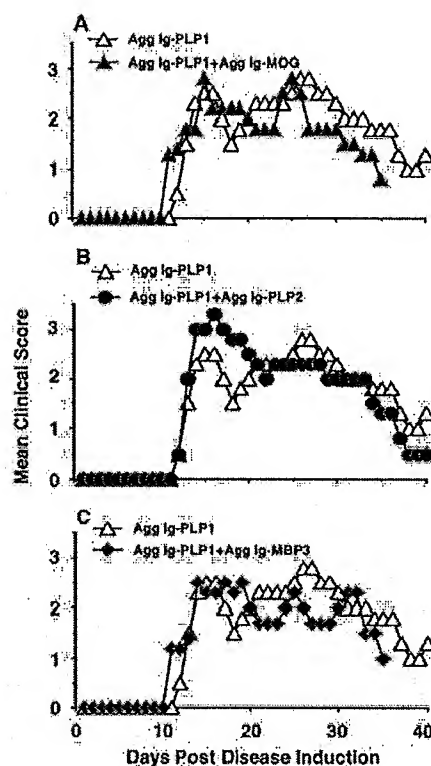 A
Agg Ig-PLP1
Agg Ig-PLP1+Agg Ig-MOG
3
2
1
0
B
Agg Ig-PLP1
Agg Ig-PLP1+Agg Ig-PLP2
3
2
1
0
Mean Clinical Score
C
Agg Ig-PLP1
Agg Ig-PLP1+Agg Ig-MBP3
3
2
1
0
0 10 20 30 40
Days Post Disease Induction